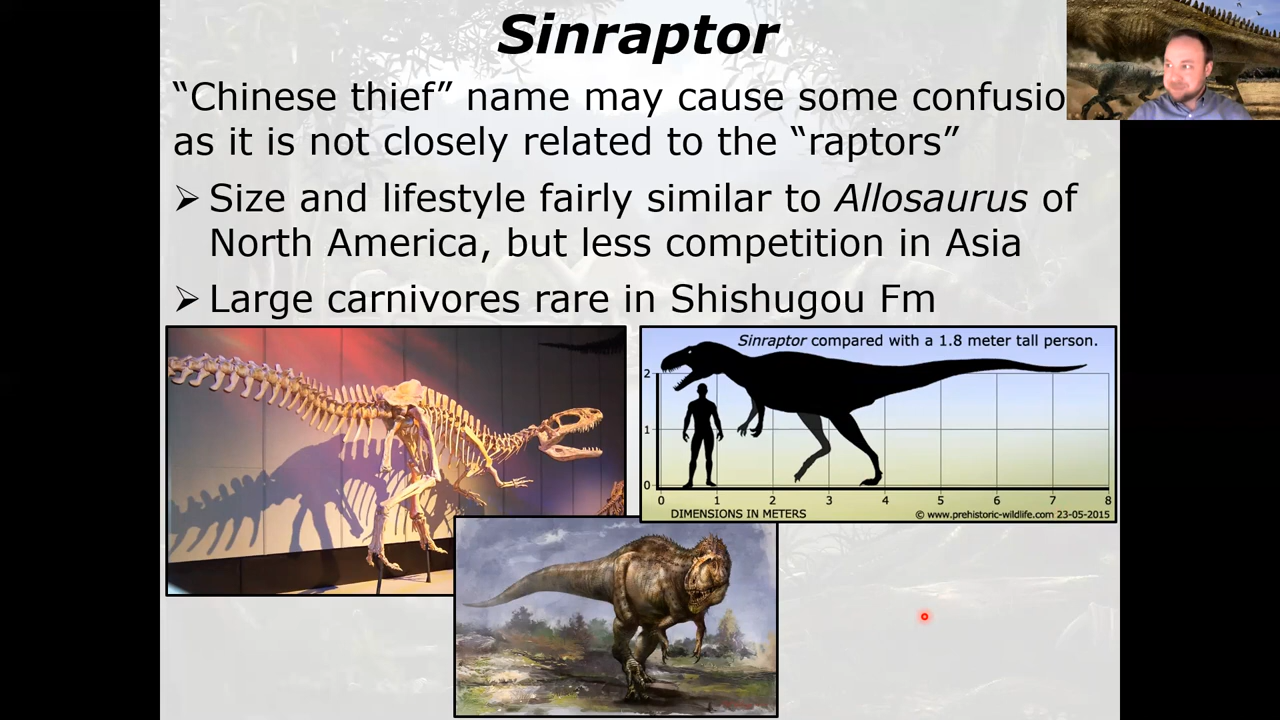 Sinraptor
“Chinese thief” name may cause some confusio
as it is not closely related to the “raptors”
➢ Size and lifestyle fairly similar to Allosaurus of
North America, but less competition in Asia
➢ Large carnivores rare in Shishugou Fm
Sinraptor compared with a 1.8 meter tall person.
2
1
0
0 1 2 3 4 5 6 7 8
DIMENSIONS IN METERS © www.prehistoric-wildlife.com 23-05-2015